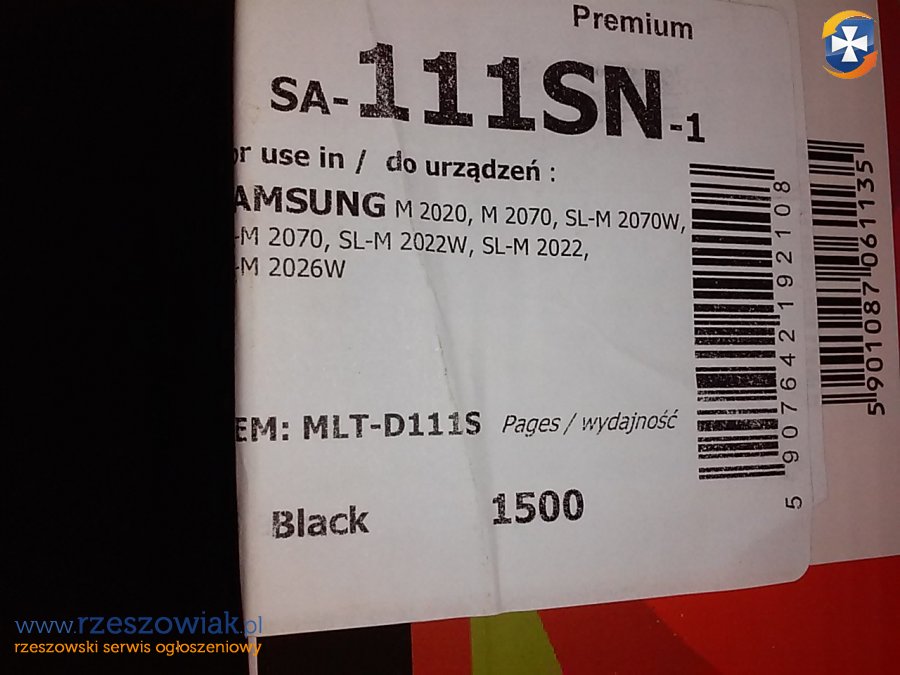 Premium
SA-111SN-1
or use in / do urządzeń :
AMSUNG M 2020, M 2070, SL-M 2070W,
-M 2070, SL-M 2022W, SL-M 2022,
-M 2026W
EM: MLT-D111S Pages / wydajność
Black 1500
5 907642 192108
5 901087 061135
www.rzeszowiak.pl
rzeszowski serwis ogłoszeniowy